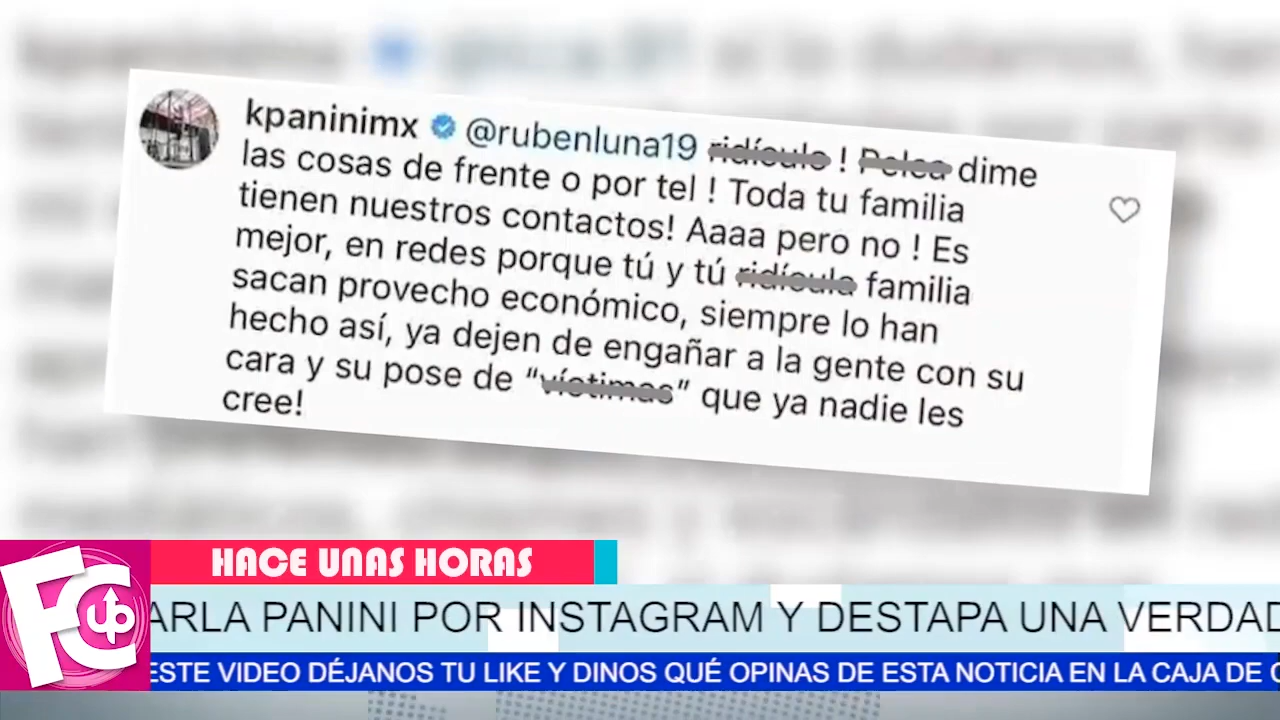 kpaninimx @rubenluna19 ridículo ! Pelea dime
las cosas de frente o por tel ! Toda tu familia
tienen nuestros contactos! Aaaa pero no ! Es
mejor, en redes porque tú y tú ridícula familia
sacan provecho económico, siempre lo han
hecho así, ya dejen de engañar a la gente con su
cara y su pose de “víctimas” que ya nadie les
cree!
HACE UNAS HORAS
FC up
ARLA PANINI POR INSTAGRAM Y DESTAPA UNA VERDAD
ESTE VIDEO DÉJANOS TU LIKE Y DINOS QUÉ OPINAS DE ESTA NOTICIA EN LA CAJA DE C